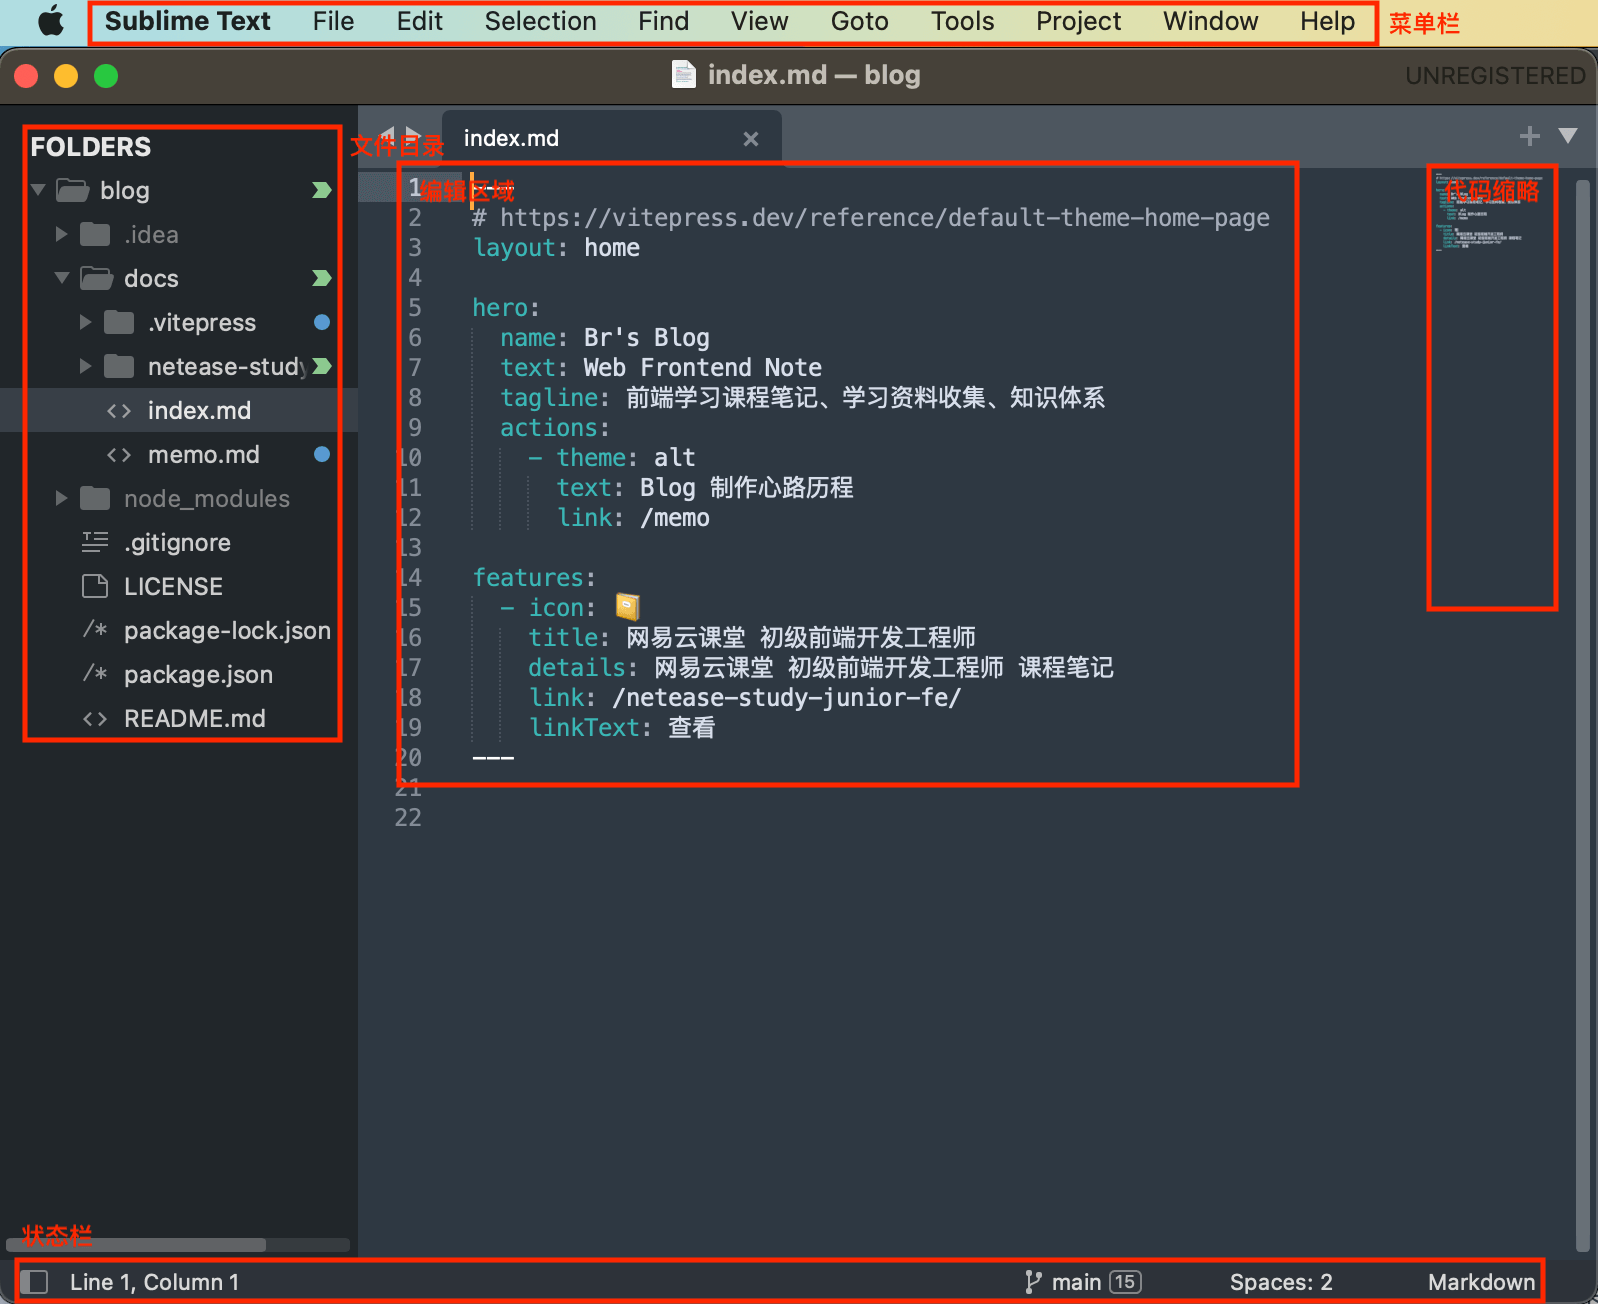 Sublime Text File Edit Selection Find View Goto Tools Project Window Help 菜单栏
index.md — blog
UNREGISTERED
FOLDERS
文件目录
blog
.idea
docs
.vitepress
netease-study
index.md
memo.md
node_modules
.gitignore
LICENSE
package-lock.json
package.json
README.md
index.md
编辑区域
代码缩略
1 ---
2 # https://vitepress.dev/reference/default-theme-home-page
3 layout: home
4
5 hero:
6 name: Br's Blog
7 text: Web Frontend Note
8 tagline: 前端学习课程笔记、学习资料收集、知识体系
9 actions:
10 - theme: alt
11 text: Blog 制作心路历程
12 link: /memo
13
14 features:
15 - icon: 📒
16 title: 网易云课堂 初级前端开发工程师
17 details: 网易云课堂 初级前端开发工程师 课程笔记
18 link: /netease-study-junior-fe/
19 linkText: 查看
20 ---
21
22
状态栏
Line 1, Column 1 main 15 Spaces: 2 Markdown